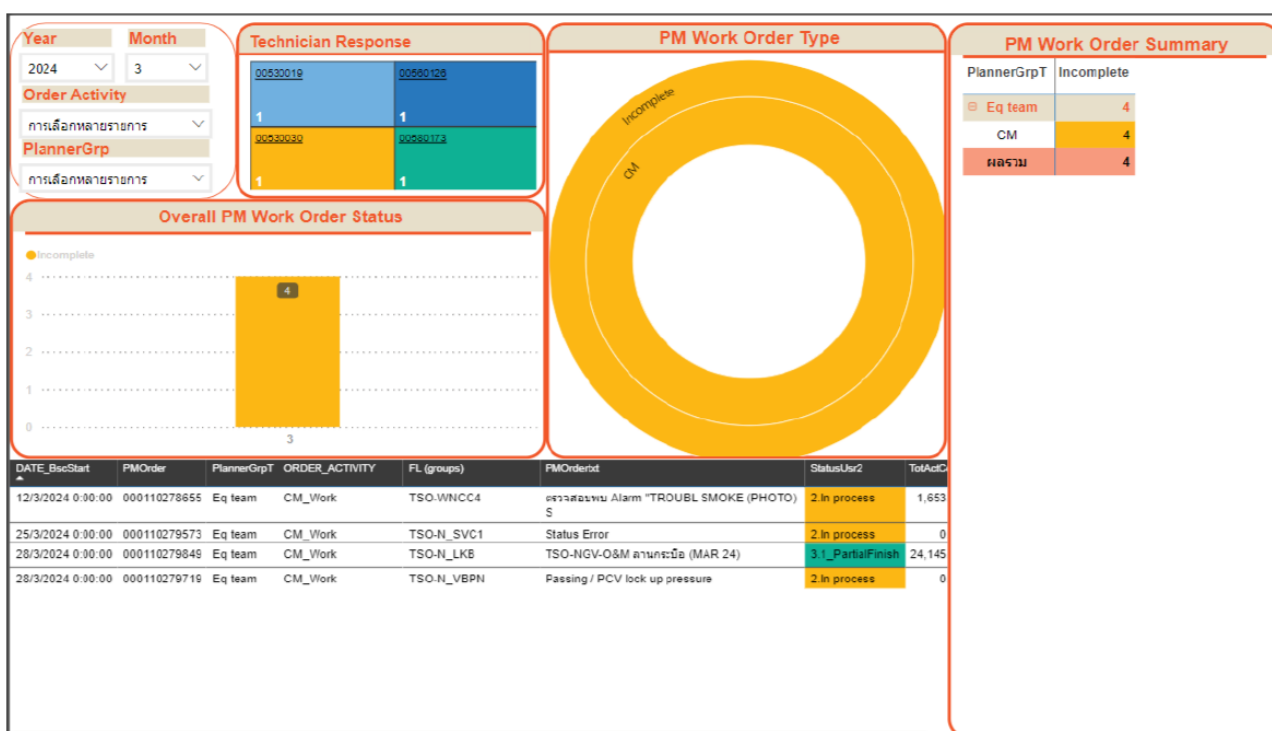 Year Month
2024 3
Order Activity
การเลือกหลายรายการ
PlannerGrp
การเลือกหลายรายการ
Technician Response
00530019 00560126
1 1
00530030 00580173
1 1
Overall PM Work Order Status
Incomplete
4
4
3
2
1
0
3
PM Work Order Type
Incomplete
CM
PM Work Order Summary
PlannerGrpT Incomplete
Eq team 4
CM 4
ผลรวม 4
DATE_BscStart PMOrder PlannerGrpT ORDER_ACTIVITY FL (groups) PMOrdertxt StatusUsr2 TotActC
12/3/2024 0:00:00 000110278655 Eq team CM_Work TSO-WNCC4 ตรวจสอบพบ Alarm "TROUBL SMOKE (PHOTO) 2.In process 1,653
S
25/3/2024 0:00:00 000110279573 Eq team CM_Work TSO-N_SVC1 Status Error 2.In process 0
28/3/2024 0:00:00 000110279849 Eq team CM_Work TSO-N_LKB TSO-NGV-O&M ลานกระบือ (MAR 24) 3.1_PartialFinish 24,145
28/3/2024 0:00:00 000110279719 Eq team CM_Work TSO-N_VBPN Passing / PCV lock up pressure 2.In process 0